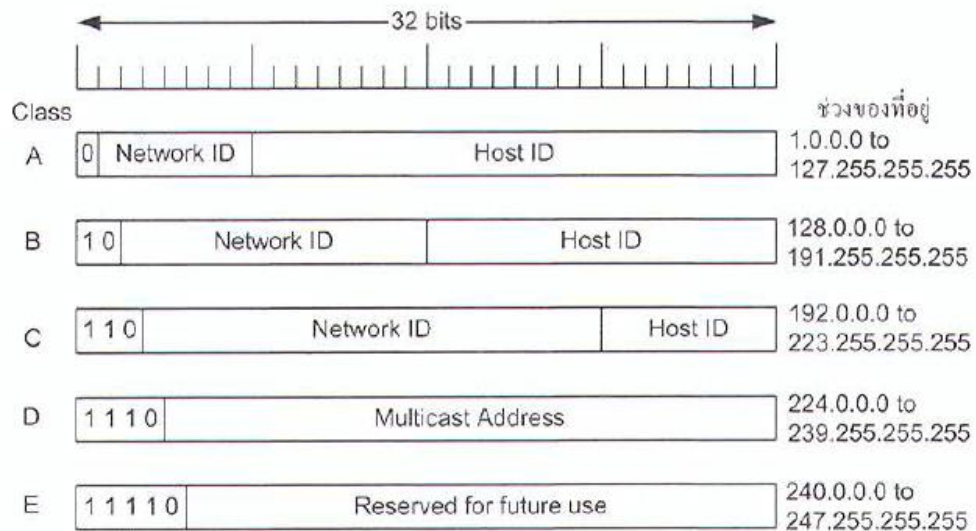 32 bits
Class
ช่วงของที่อยู่
A
0
Network ID
Host ID
1.0.0.0 to
127.255.255.255
B
1 0
Network ID
Host ID
128.0.0.0 to
191.255.255.255
C
1 1 0
Network ID
Host ID
192.0.0.0 to
223.255.255.255
D
1 1 1 0
Multicast Address
224.0.0.0 to
239.255.255.255
E
1 1 1 1 0
Reserved for future use
240.0.0.0 to
247.255.255.255